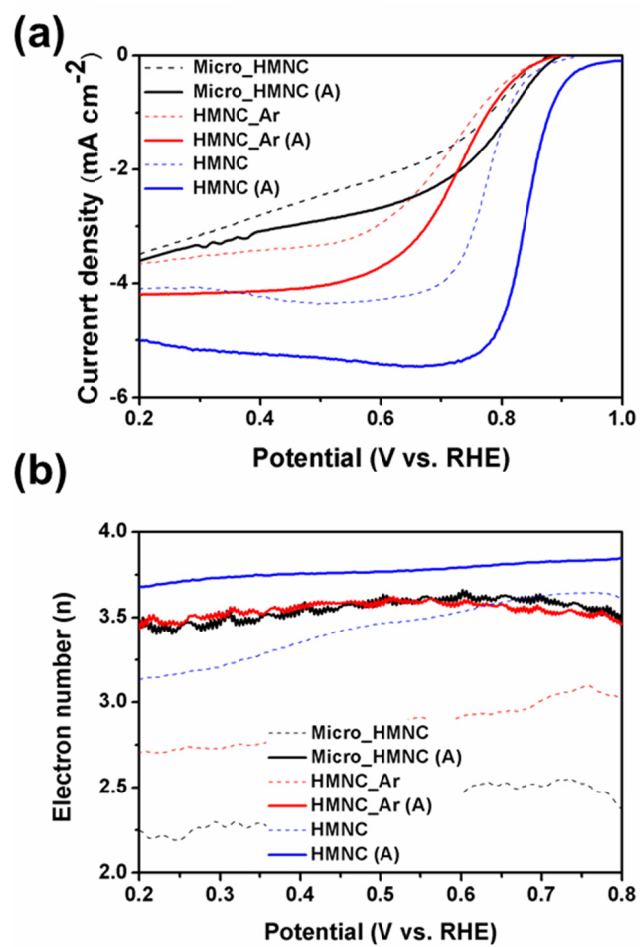 (a)
Currenrt density (mA cm-2)
0
-2
-4
-6
Micro_HMNC
Micro_HMNC (A)
HMNC_Ar
HMNC_Ar (A)
HMNC
HMNC (A)
0.2 0.4 0.6 0.8 1.0
Potential (V vs. RHE)
(b)
Electron number (n)
4.0
3.5
3.0
2.5
2.0
Micro_HMNC
Micro_HMNC (A)
HMNC_Ar
HMNC_Ar (A)
HMNC
HMNC (A)
0.2 0.3 0.4 0.5 0.6 0.7 0.8
Potential (V vs. RHE)